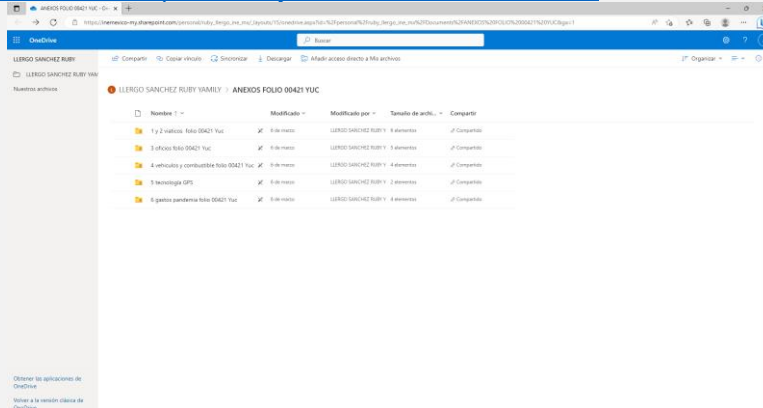 ANEXOS FOLIO 00421 YUC - On
OneDrive
Buscar
LLERGO SANCHEZ RUBY
Compartir Copiar vínculo Sincronizar Descargar Añadir acceso directo a Mis archivos
Organizar
LLERGO SANCHEZ RUBY YAM
Nuestros archivos
LLERGO SANCHEZ RUBY YAMILY > ANEXOS FOLIO 00421 YUC
Nombre Modificado Modificado por Tamaño de archi... Compartir
1 y 2 viaticos. folio 00421 Yuc 6 de marzo LLERGO SANCHEZ RUBY Y 6 elementos Compartido
3 oficios folio 00421 Yuc 6 de marzo LLERGO SANCHEZ RUBY Y 5 elementos Compartido
4 vehiculos y combustible folio 00421 Yuc 6 de marzo LLERGO SANCHEZ RUBY Y 4 elementos Compartido
5 tecnología GPS 6 de marzo LLERGO SANCHEZ RUBY Y 2 elementos Compartido
6 gastos pandemia folio 00421 Yuc 6 de marzo LLERGO SANCHEZ RUBY Y 4 elementos Compartido
Obtener las aplicaciones de
OneDrive
Volver a la versión clásica de
OneDrive